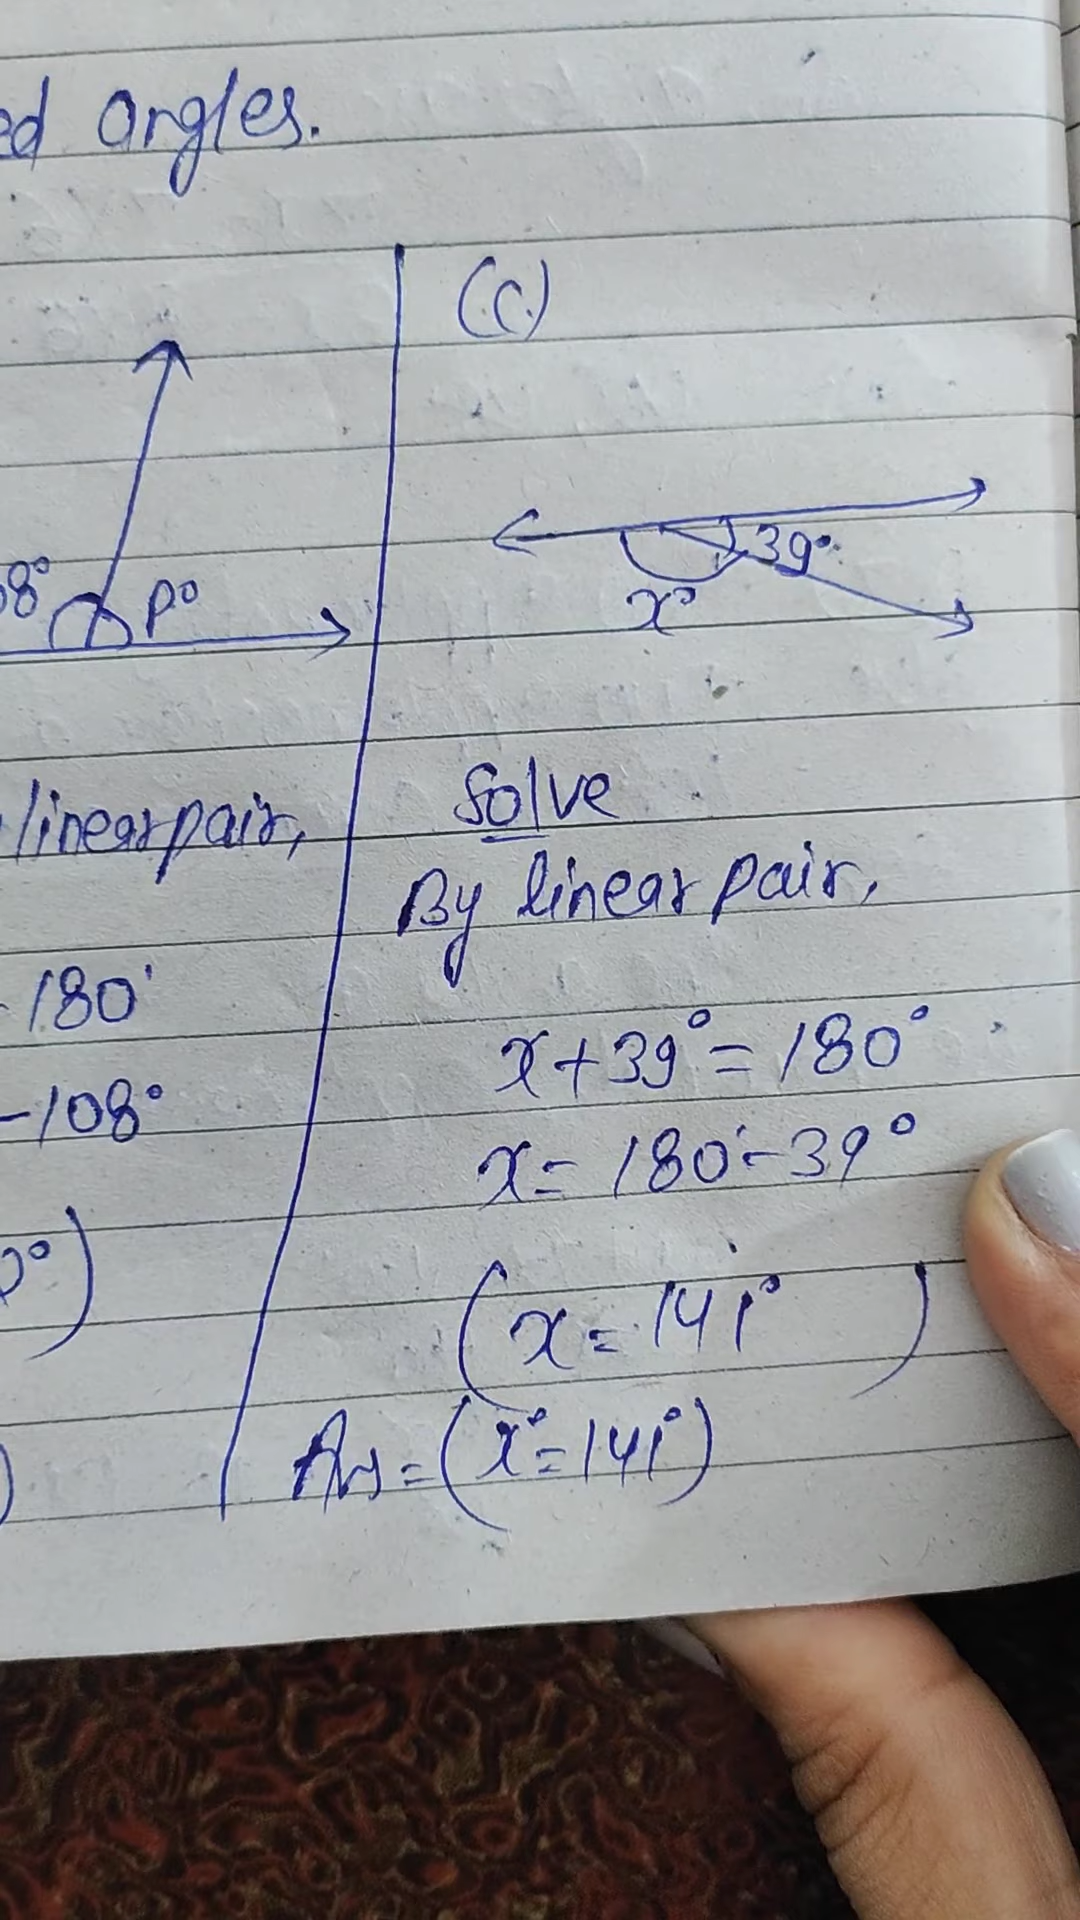 ed angles.
8° p°
linear pair,
180°
-108°
0°)
(C)
39°
x°
Solve
By linear pair,
x+39°=180°
x=180°-39°
(x=141°)
Ans=(x°=141°)